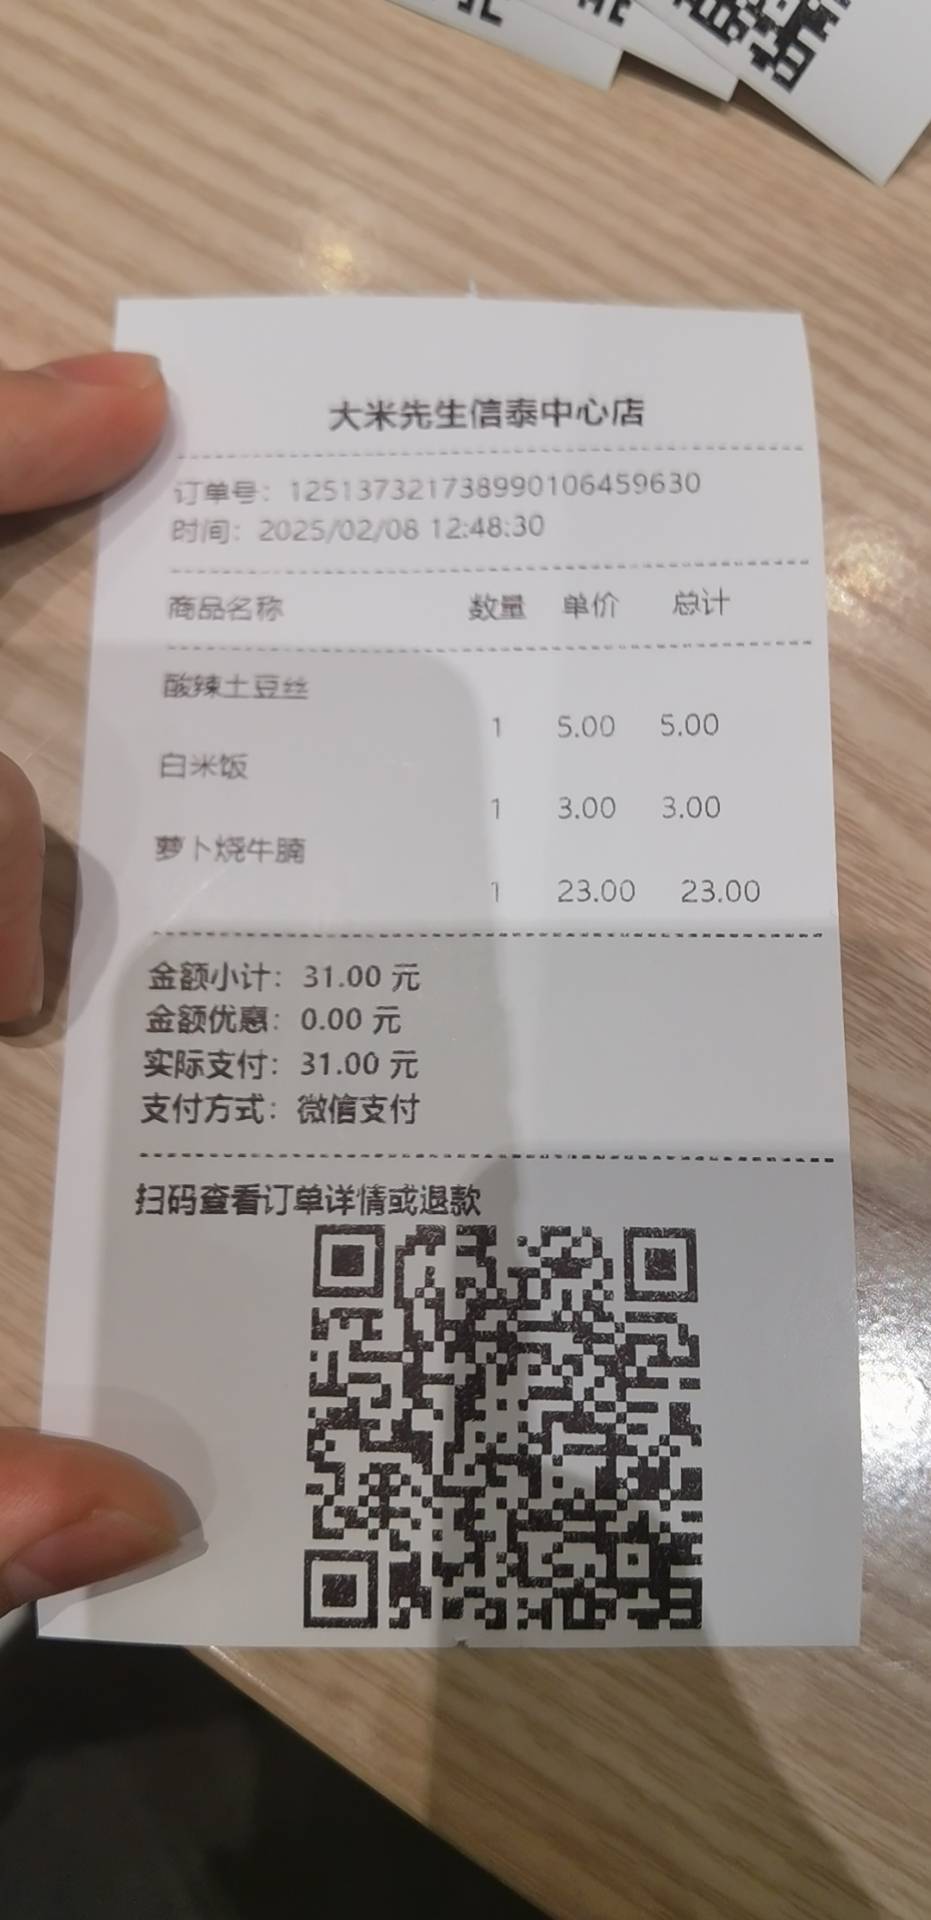 大米先生信泰中心店
订单号：125137321738990106459630
时间：2025/02/08 12:48:30
商品名称 数量 单价 总计
酸辣土豆丝
1 5.00 5.00
白米饭
1 3.00 3.00
萝卜烧牛腩
1 23.00 23.00
金额小计：31.00 元
金额优惠：0.00 元
实际支付：31.00 元
支付方式：微信支付
扫码查看订单详情或退款